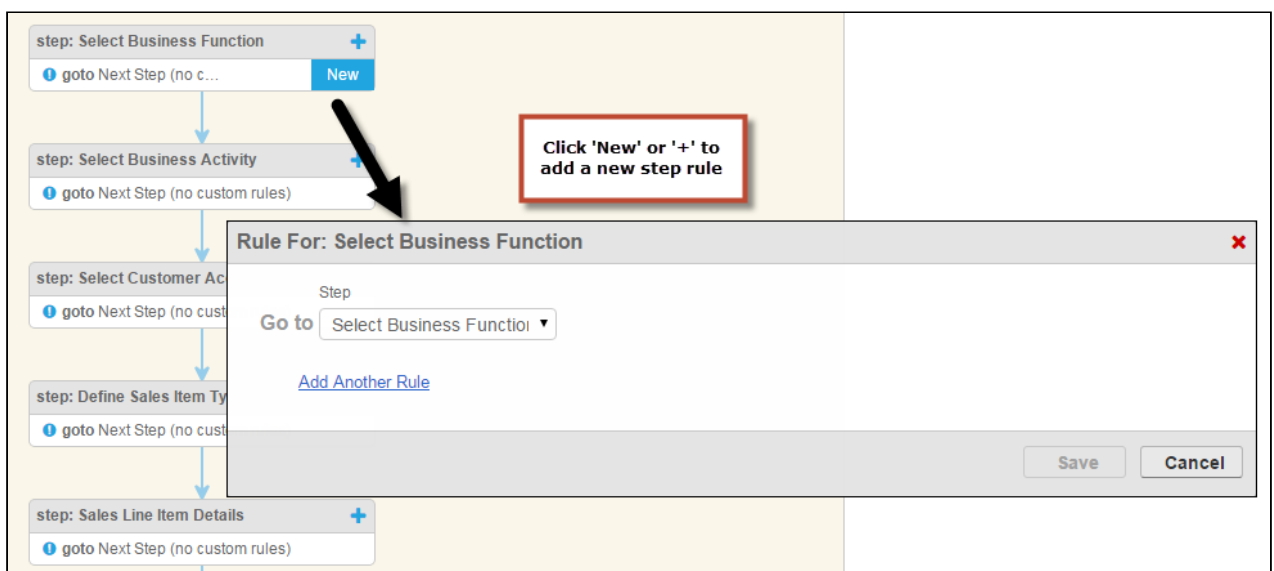 step: Select Business Function
goto Next Step (no c...
New
step: Select Business Activity
goto Next Step (no custom rules)
Click 'New' or '+' to
add a new step rule
Rule For: Select Business Function
step: Select Customer Ac
goto Next Step (no cust
Step
Go to
Select Business Function
Add Another Rule
step: Define Sales Item Ty
goto Next Step (no cust
Save
Cancel
step: Sales Line Item Details
goto Next Step (no custom rules)